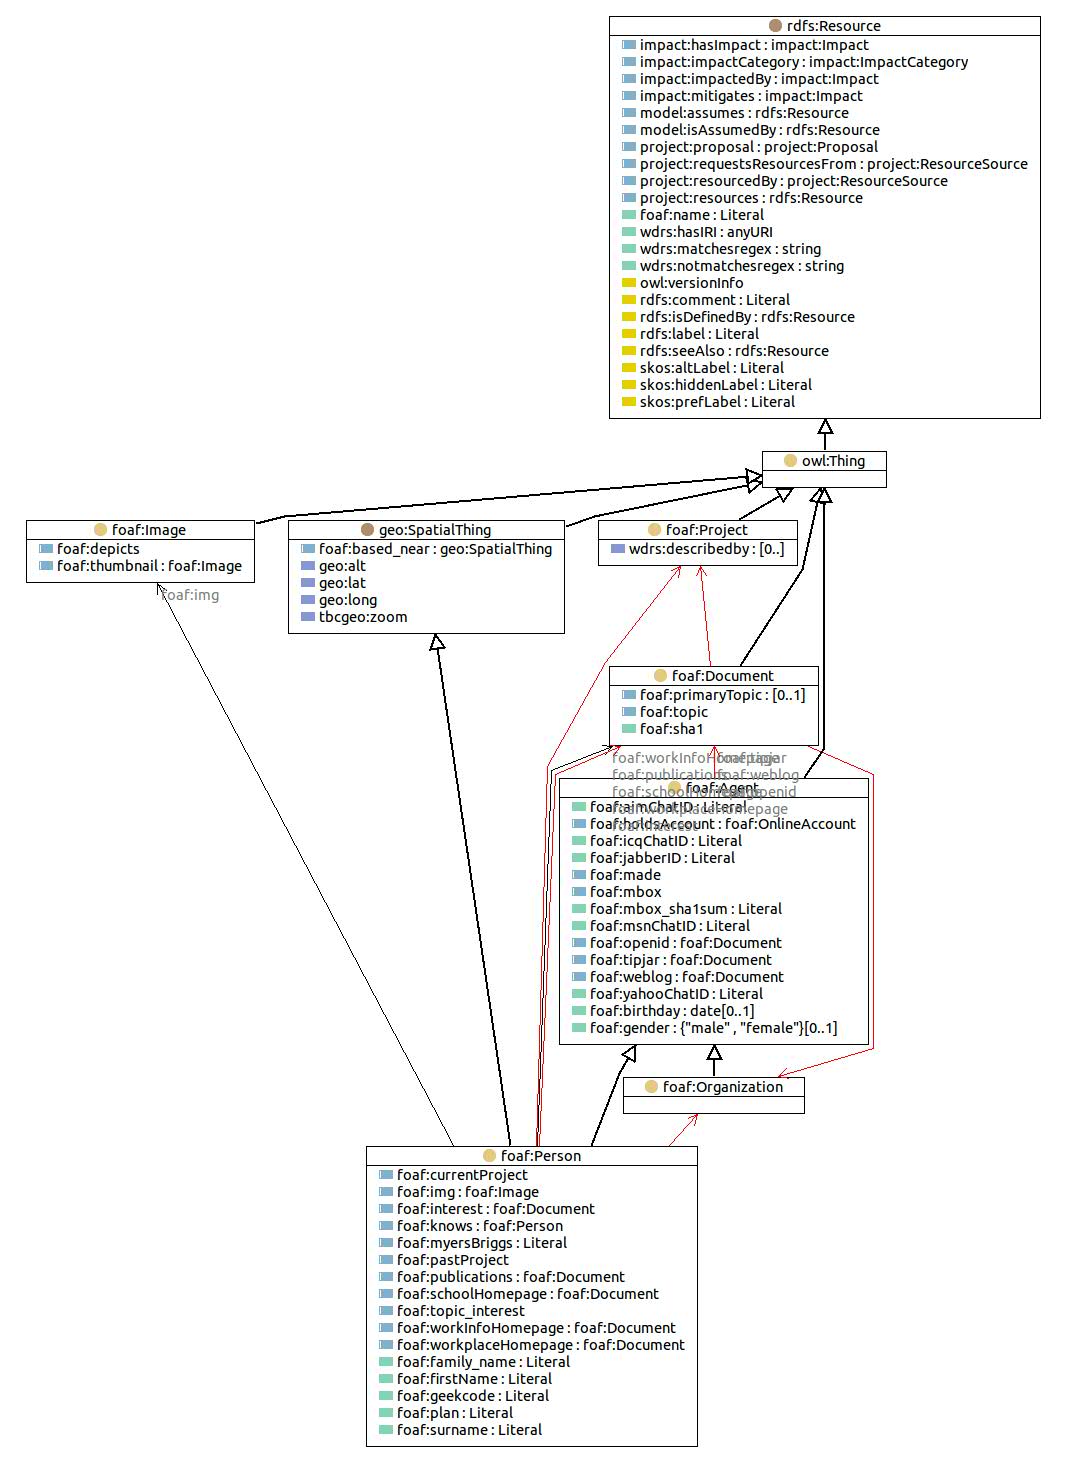 rdfs:Resource
impact:hasImpact : impact:Impact
impact:impactCategory : impact:ImpactCategory
impact:impactedBy : impact:Impact
impact:mitigates : impact:Impact
model:assumes : rdfs:Resource
model:isAssumedBy : rdfs:Resource
project:proposal : project:Proposal
project:requestsResourcesFrom : project:ResourceSource
project:resourcedBy : project:ResourceSource
project:resources : rdfs:Resource
foaf:name : Literal
wdrs:hasIRI : anyURI
wdrs:matchesregex : string
wdrs:notmatchesregex : string
owl:versionInfo
rdfs:comment : Literal
rdfs:isDefinedBy : rdfs:Resource
rdfs:label : Literal
rdfs:seeAlso : rdfs:Resource
skos:altLabel : Literal
skos:hiddenLabel : Literal
skos:prefLabel : Literal
owl:Thing
foaf:Image
foaf:depicts
foaf:thumbnail : foaf:Image
foaf:img
geo:SpatialThing
foaf:based_near : geo:SpatialThing
geo:alt
geo:lat
geo:long
tbcgeo:zoom
foaf:Project
wdrs:describedby : [0..]
foaf:Document
foaf:primaryTopic : [0..1]
foaf:topic
foaf:sha1
foaf:workInfoHomepage
foaf:tipjar
foaf:publications
foaf:weblog
foaf:schoolHomepage
foaf:openid
foaf:workplaceHomepage
foaf:interest
foaf:Agent
foaf:aimChatID : Literal
foaf:holdsAccount : foaf:OnlineAccount
foaf:icqChatID : Literal
foaf:jabberID : Literal
foaf:made
foaf:mbox
foaf:mbox_sha1sum : Literal
foaf:msnChatID : Literal
foaf:openid : foaf:Document
foaf:tipjar : foaf:Document
foaf:weblog : foaf:Document
foaf:yahooChatID : Literal
foaf:birthday : date[0..1]
foaf:gender : {"male" , "female"}[0..1]
foaf:Organization
foaf:Person
foaf:currentProject
foaf:img : foaf:Image
foaf:interest : foaf:Document
foaf:knows : foaf:Person
foaf:myersBriggs : Literal
foaf:pastProject
foaf:publications : foaf:Document
foaf:schoolHomepage : foaf:Document
foaf:topic_interest
foaf:workInfoHomepage : foaf:Document
foaf:workplaceHomepage : foaf:Document
foaf:family_name : Literal
foaf:firstName : Literal
foaf:geekcode : Literal
foaf:plan : Literal
foaf:surname : Literal